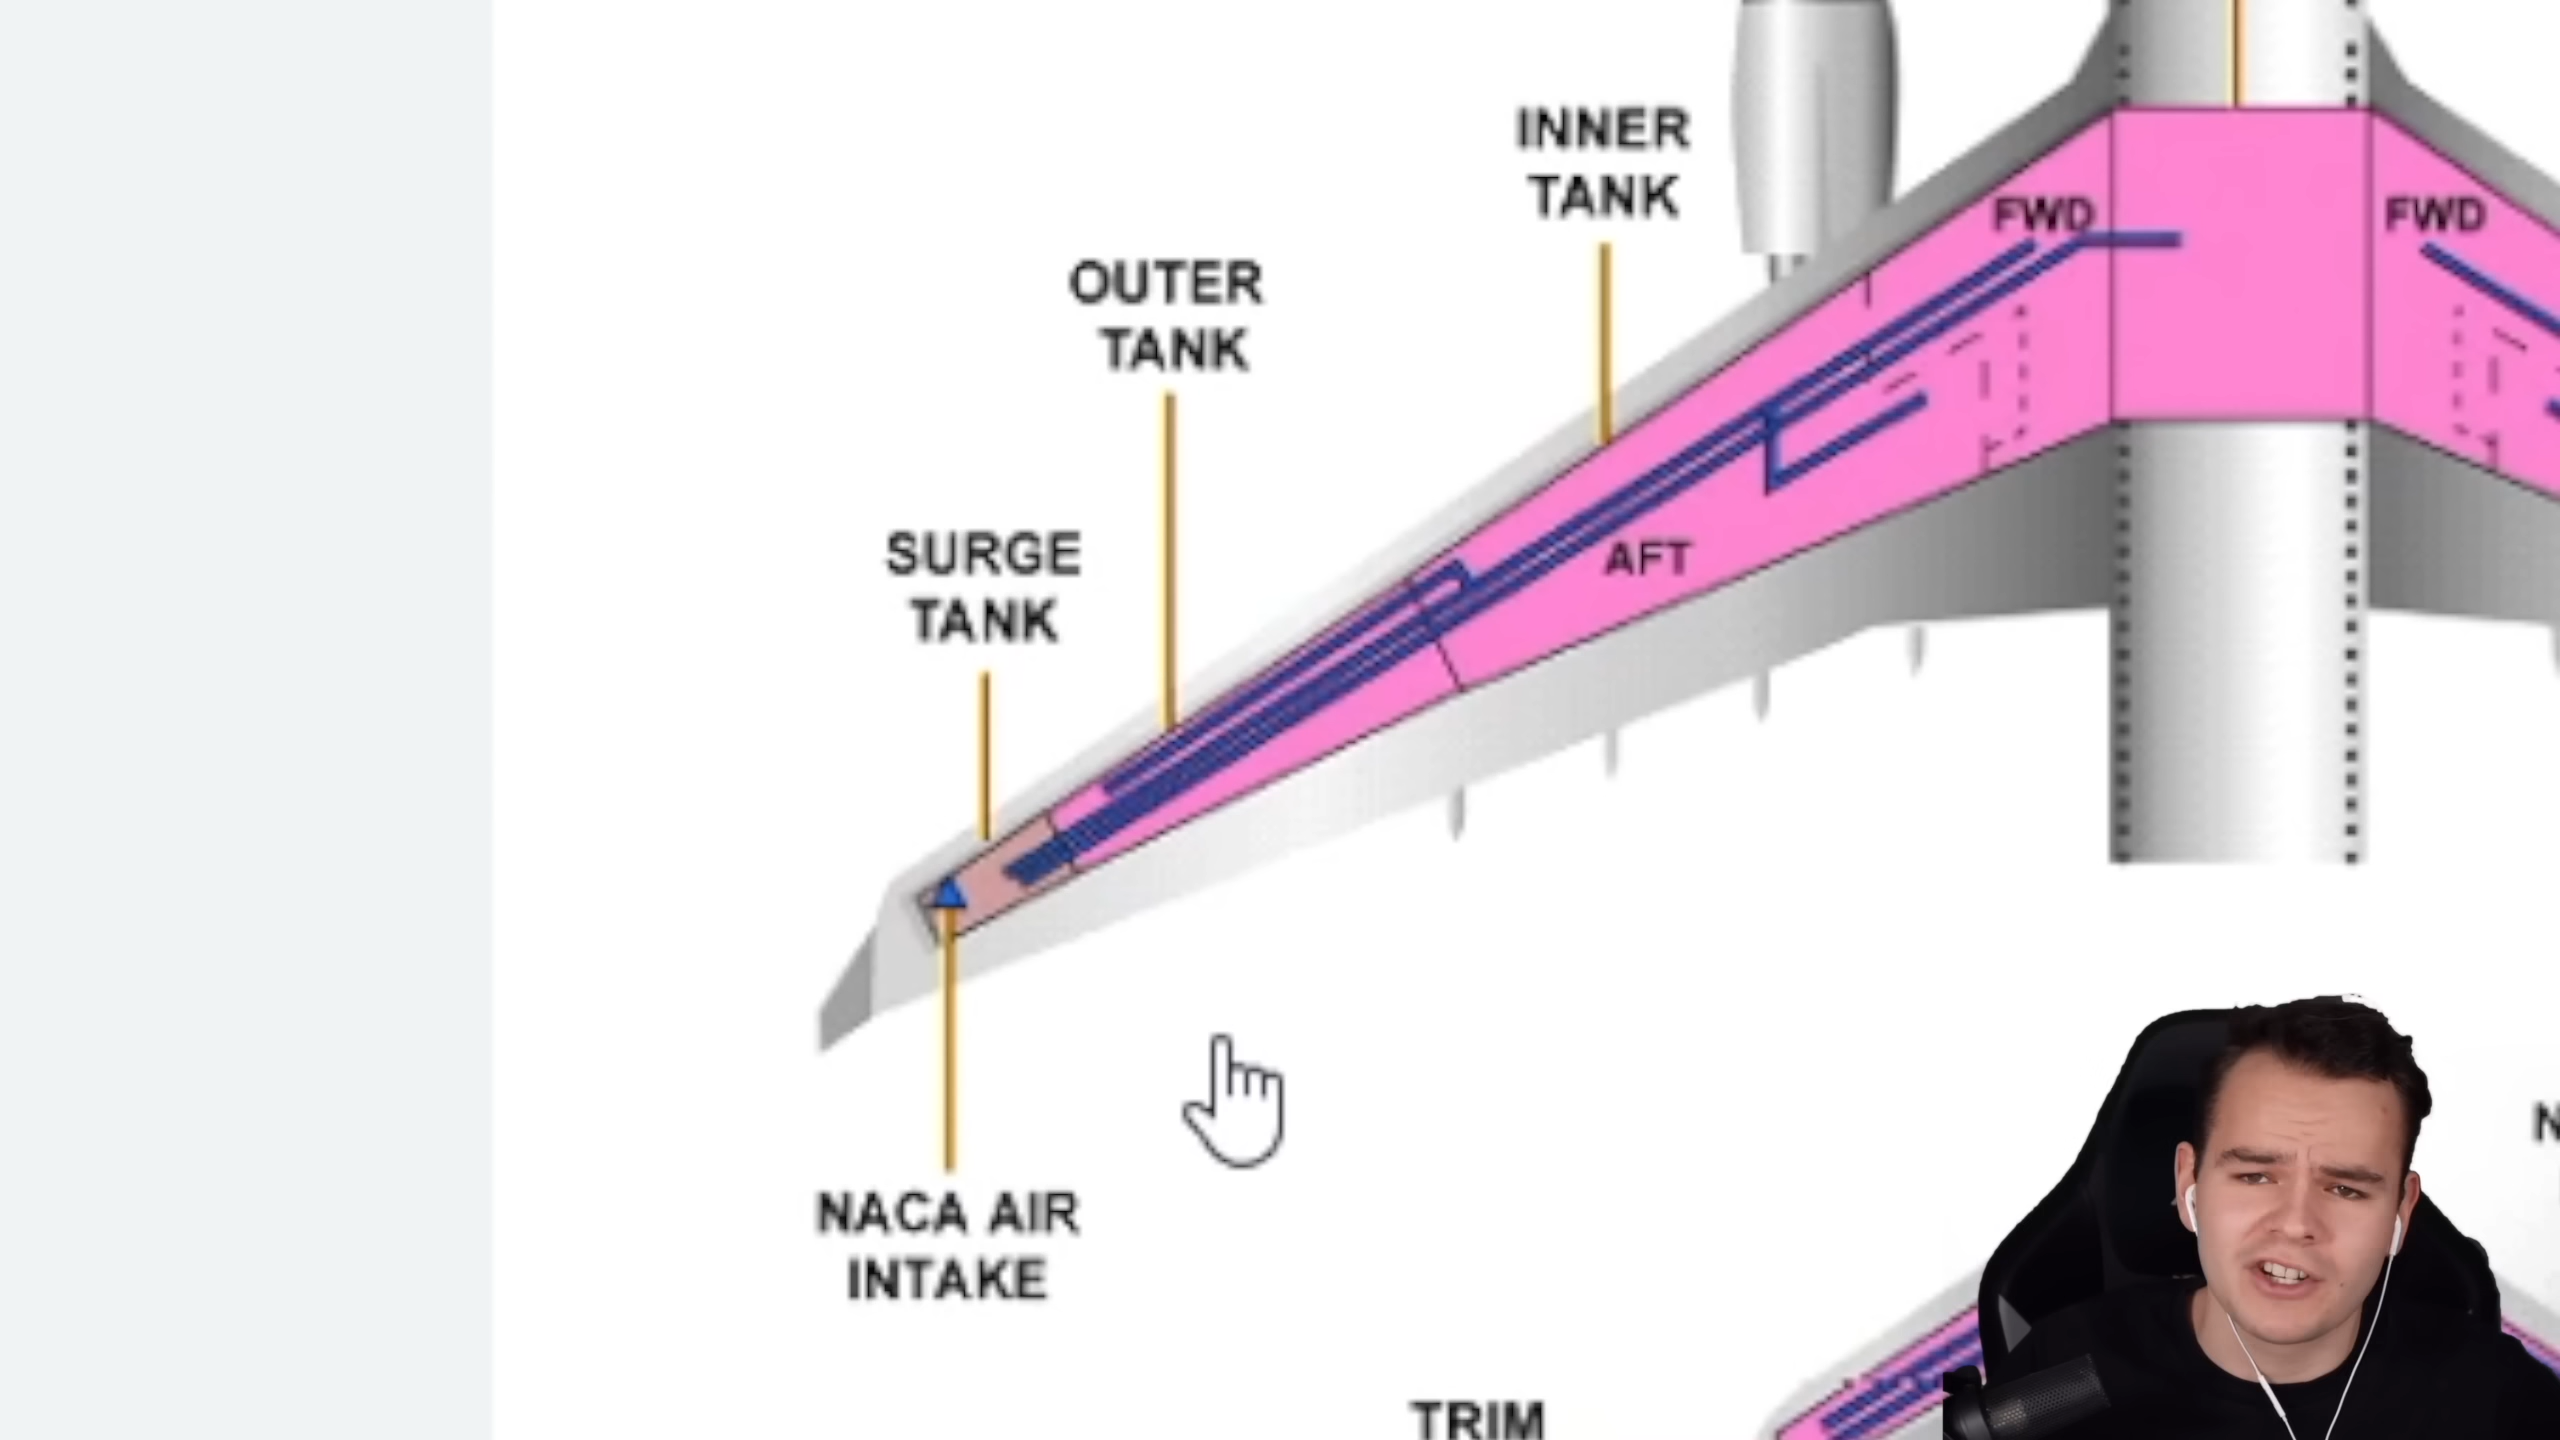 INNER
TANK
FWD
FWD
OUTER
TANK
SURGE
TANK
AFT
NACA AIR
INTAKE
N
TRIM